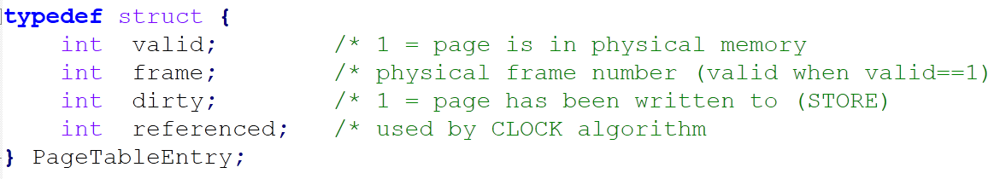 typedef struct {
    int  valid;        /* 1 = page is in physical memory
    int  frame;        /* physical frame number (valid when valid==1)
    int  dirty;        /* 1 = page has been written to (STORE)
    int  referenced;   /* used by CLOCK algorithm
} PageTableEntry;